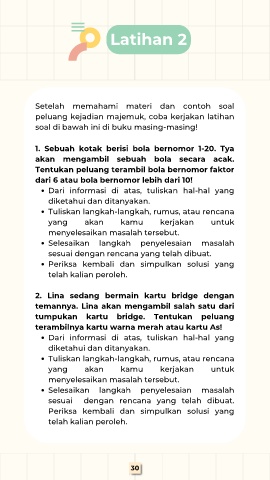 Latihan 2
Setelah memahami materi dan contoh soal
peluang kejadian majemuk, coba kerjakan latihan
soal di bawah ini di buku masing-masing!
1. Sebuah kotak berisi bola bernomor 1-20. Tya
akan mengambil sebuah bola secara acak.
Tentukan peluang terambil bola bernomor faktor
dari 6 atau bola bernomor lebih dari 10!
• Dari informasi di atas, tuliskan hal-hal yang
diketahui dan ditanyakan.
• Tuliskan langkah-langkah, rumus, atau rencana
yang akan kamu kerjakan untuk
menyelesaikan masalah tersebut.
• Selesaikan langkah penyelesaian masalah
sesuai dengan rencana yang telah dibuat.
• Periksa kembali dan simpulkan solusi yang
telah kalian peroleh.
2. Lina sedang bermain kartu bridge dengan
temannya. Lina akan mengambil salah satu dari
tumpukan kartu bridge. Tentukan peluang
terambilnya kartu warna merah atau kartu As!
• Dari informasi di atas, tuliskan hal-hal yang
diketahui dan ditanyakan.
• Tuliskan langkah-langkah, rumus, atau rencana
yang akan kamu kerjakan untuk
menyelesaikan masalah tersebut.
• Selesaikan langkah penyelesaian masalah
sesuai dengan rencana yang telah dibuat.
Periksa kembali dan simpulkan solusi yang
telah kalian peroleh.
30